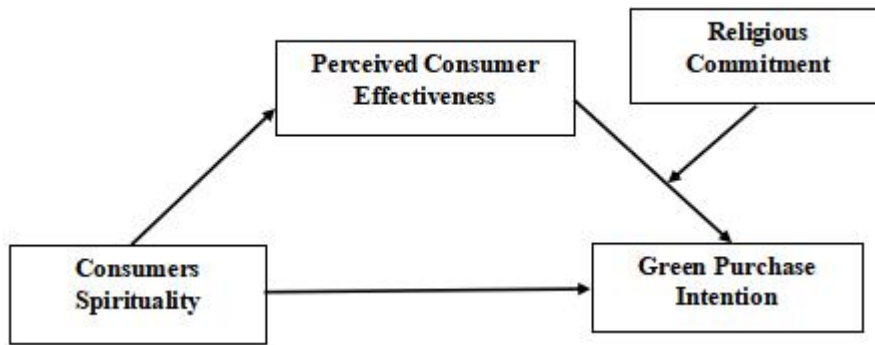 Religious
Commitment
Perceived Consumer
Effectiveness
Consumers
Spirituality
Green Purchase
Intention